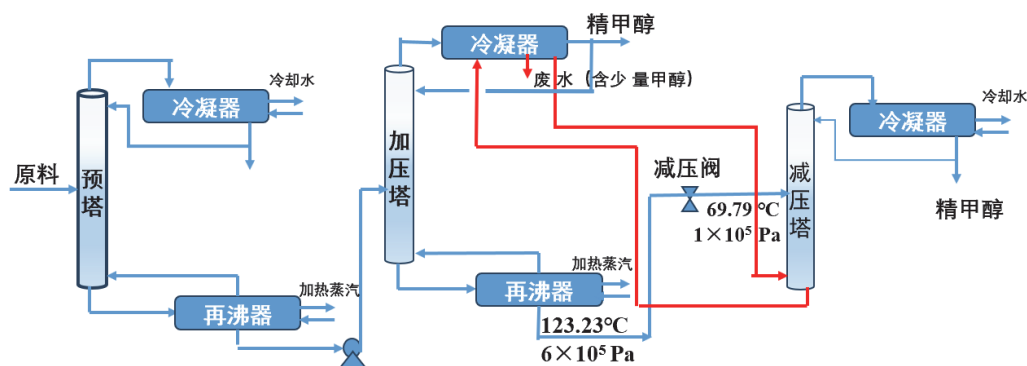 原料
预塔
冷凝器
冷却水
再沸器
加热蒸汽
加压塔
冷凝器
精甲醇
废 水 (含少 量甲醇)
再沸器
加热蒸汽
123.23℃
6×10⁵ Pa
减压阀
69.79 ℃
1×10⁵ Pa
减压塔
冷凝器
冷却水
精甲醇